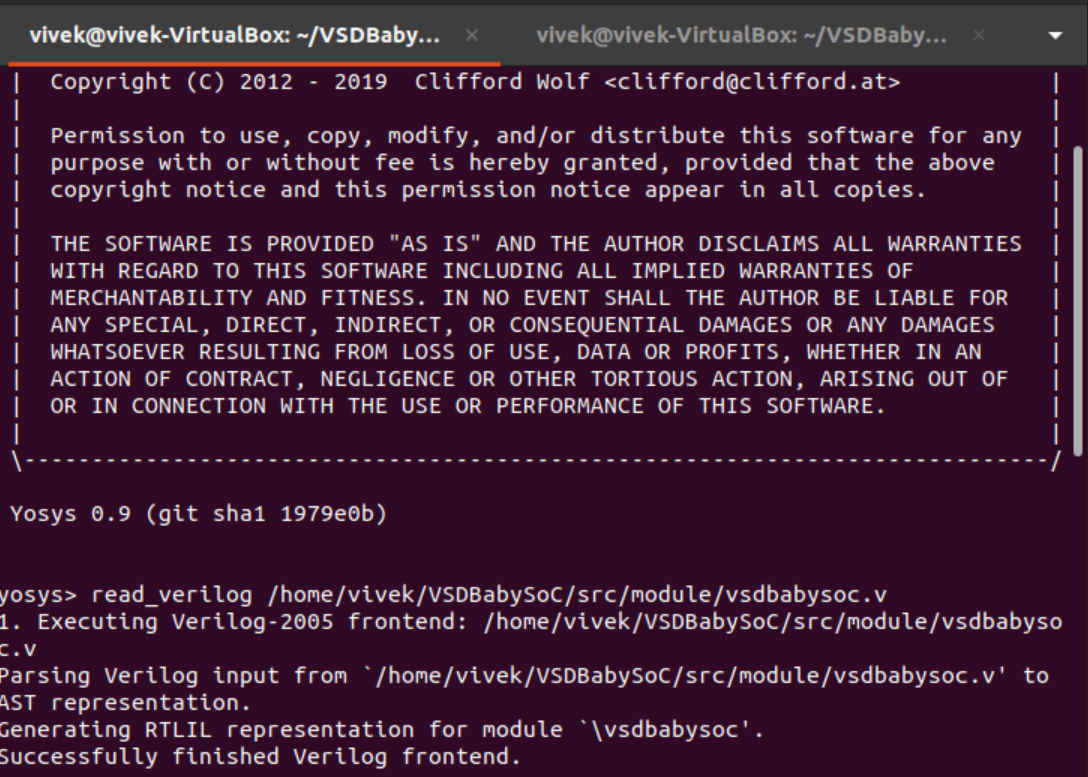 vivek@vivek-VirtualBox: ~/VSDBaby... × vivek@vivek-VirtualBox: ~/VSDBaby... ×
|  Copyright (C) 2012 - 2019  Clifford Wolf <clifford@clifford.at>           |
|                                                                            |
|  Permission to use, copy, modify, and/or distribute this software for any  |
|  purpose with or without fee is hereby granted, provided that the above    |
|  copyright notice and this permission notice appear in all copies.         |
|                                                                            |
|  THE SOFTWARE IS PROVIDED "AS IS" AND THE AUTHOR DISCLAIMS ALL WARRANTIES  |
|  WITH REGARD TO THIS SOFTWARE INCLUDING ALL IMPLIED WARRANTIES OF          |
|  MERCHANTABILITY AND FITNESS. IN NO EVENT SHALL THE AUTHOR BE LIABLE FOR   |
|  ANY SPECIAL, DIRECT, INDIRECT, OR CONSEQUENTIAL DAMAGES OR ANY DAMAGES    |
|  WHATSOEVER RESULTING FROM LOSS OF USE, DATA OR PROFITS, WHETHER IN AN     |
|  ACTION OF CONTRACT, NEGLIGENCE OR OTHER TORTIOUS ACTION, ARISING OUT OF   |
|  OR IN CONNECTION WITH THE USE OR PERFORMANCE OF THIS SOFTWARE.            |
|                                                                            |
\----------------------------------------------------------------------------/
Yosys 0.9 (git sha1 1979e0b)
yosys> read_verilog /home/vivek/VSDBabySoC/src/module/vsdbabysoc.v
1. Executing Verilog-2005 frontend: /home/vivek/VSDBabySoC/src/module/vsdbabyso
c.v
Parsing Verilog input from `/home/vivek/VSDBabySoC/src/module/vsdbabysoc.v' to
AST representation.
Generating RTLIL representation for module `\vsdbabysoc'.
Successfully finished Verilog frontend.